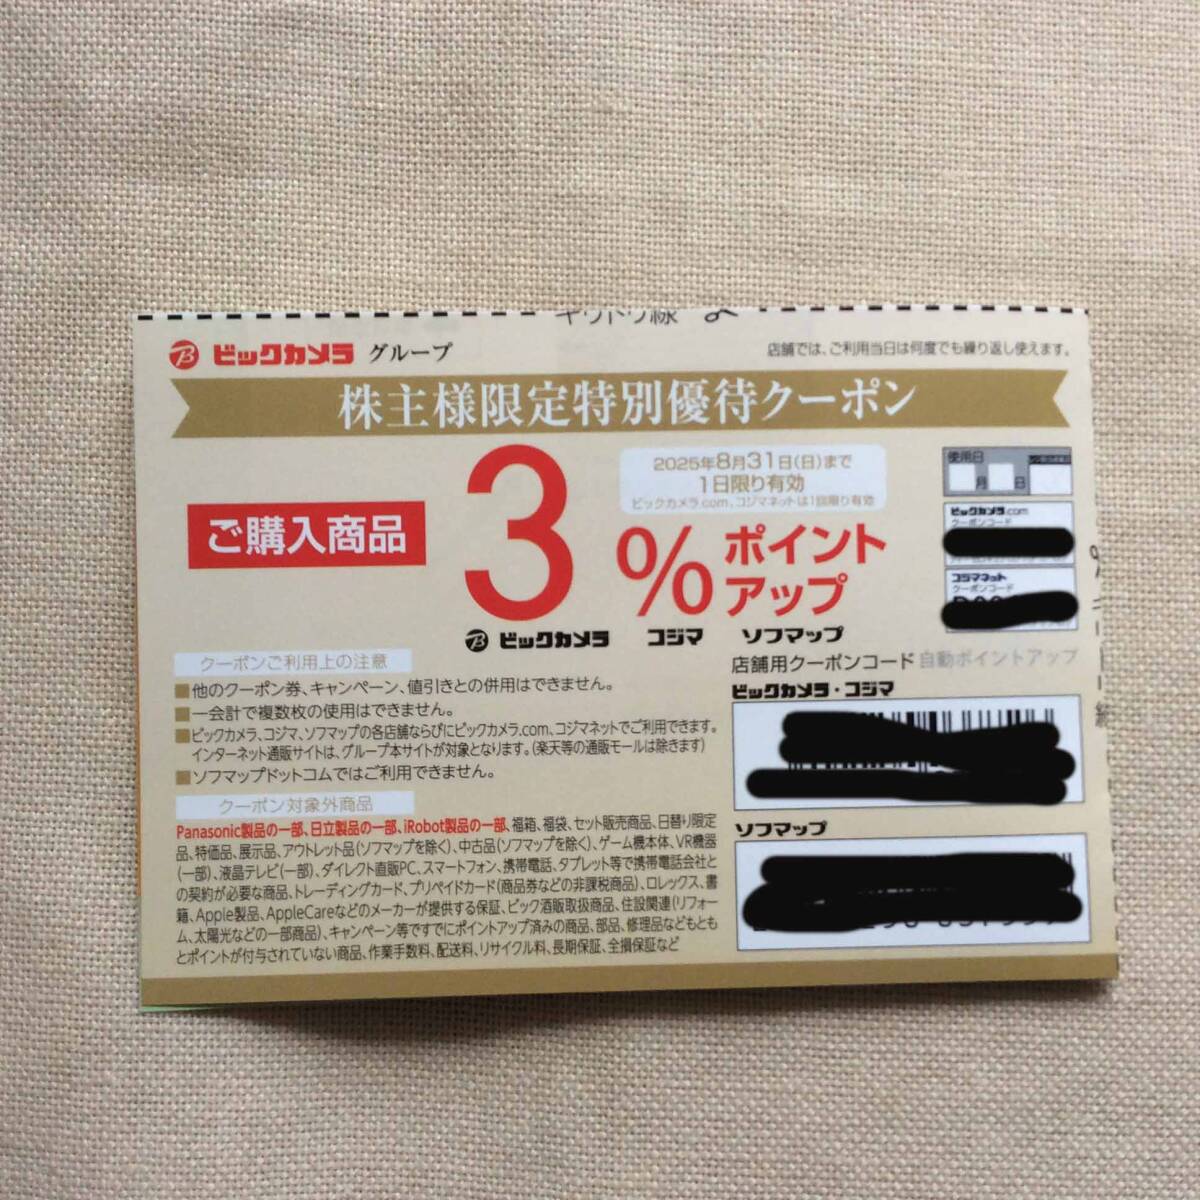 キリトリ線
ビックカメラ グループ
店舗では、ご利用当日は何度でも繰り返し使えます。
株主様限定特別優待クーポン
ご購入商品
3%ポイント
アップ
2025年8月31日(日)まで
1日限り有効
ビックカメラ.com、コジマネットは1回限り有効
使用日
月 日
ビックカメラ.com
クーポンコード
コジマネット
クーポンコード
ビックカメラ コジマ ソフマップ
クーポンご利用上の注意
■他のクーポン券、キャンペーン、値引きとの併用はできません。
■一会計で複数枚の使用はできません。
■ビックカメラ、コジマ、ソフマップの各店舗ならびにビックカメラ.com、コジマネットでご利用できます。
インターネット通販サイトは、グループ本サイトが対象となります。(楽天等の通販モールは除きます)
■ソフマップドットコムではご利用できません。
クーポン対象外商品
Panasonic製品の一部、日立製品の一部、iRobot製品の一部、福箱、福袋、セット販売商品、日替り限定
品、特価品、展示品、アウトレット品(ソフマップを除く)、中古品(ソフマップを除く)、ゲーム機本体、VR機器
(一部)、液晶テレビ(一部)、ダイレクト直販PC、スマートフォン、携帯電話、タブレット等で携帯電話会社と
の契約が必要な商品、トレーディングカード、プリペイドカード(商品券などの非課税商品)、ロレックス、書
籍、Apple製品、AppleCareなどのメーカーが提供する保証、ビック酒販取扱商品、住設関連(リフォー
ム、太陽光などの一部商品)、キャンペーン等ですでにポイントアップ済みの商品、部品、修理品などもとも
とポイントが付与されていない商品、作業手数料、配送料、リサイクル料、長期保証、全損保証など
店舗用クーポンコード 自動ポイントアップ
ビックカメラ・コジマ
ソフマップ